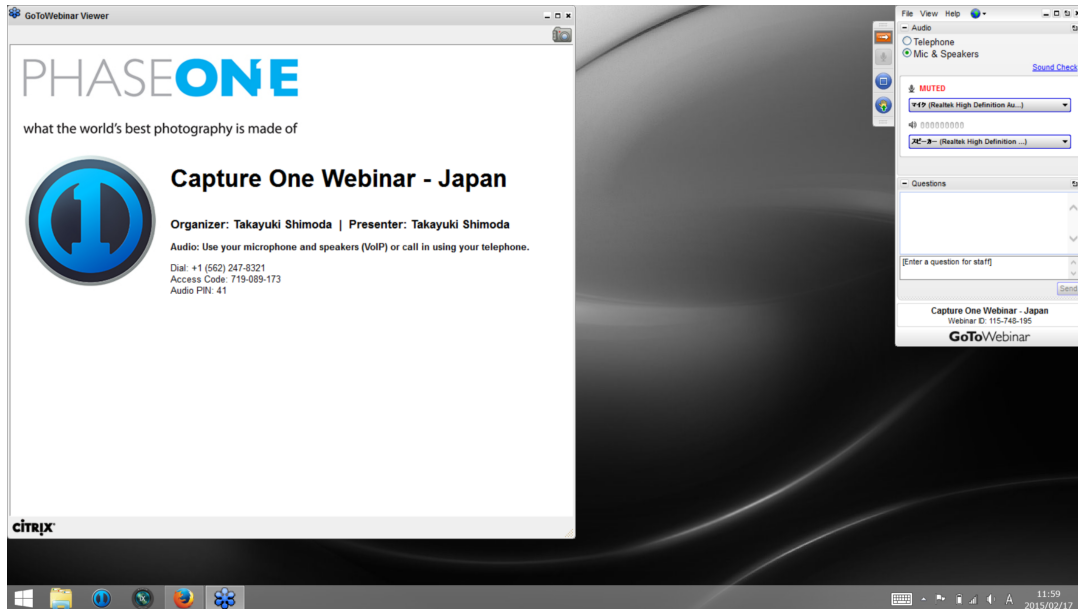 GoToWebinar Viewer
PHASEONE
what the world's best photography is made of
Capture One Webinar - Japan
Organizer: Takayuki Shimoda | Presenter: Takayuki Shimoda
Audio: Use your microphone and speakers (VoIP) or call in using your telephone.
Dial: +1 (562) 247-8321
Access Code: 719-089-173
Audio PIN: 41
CİTRIX
File View Help
Audio
Telephone
Mic & Speakers
Sound Check
MUTED
マイク (Realtek High Definition Au...)
スピーカー (Realtek High Definition ...)
Questions
[Enter a question for staff]
Send
Capture One Webinar - Japan
Webinar ID: 115-748-195
GoToWebinar
A
11:59
2015/02/17